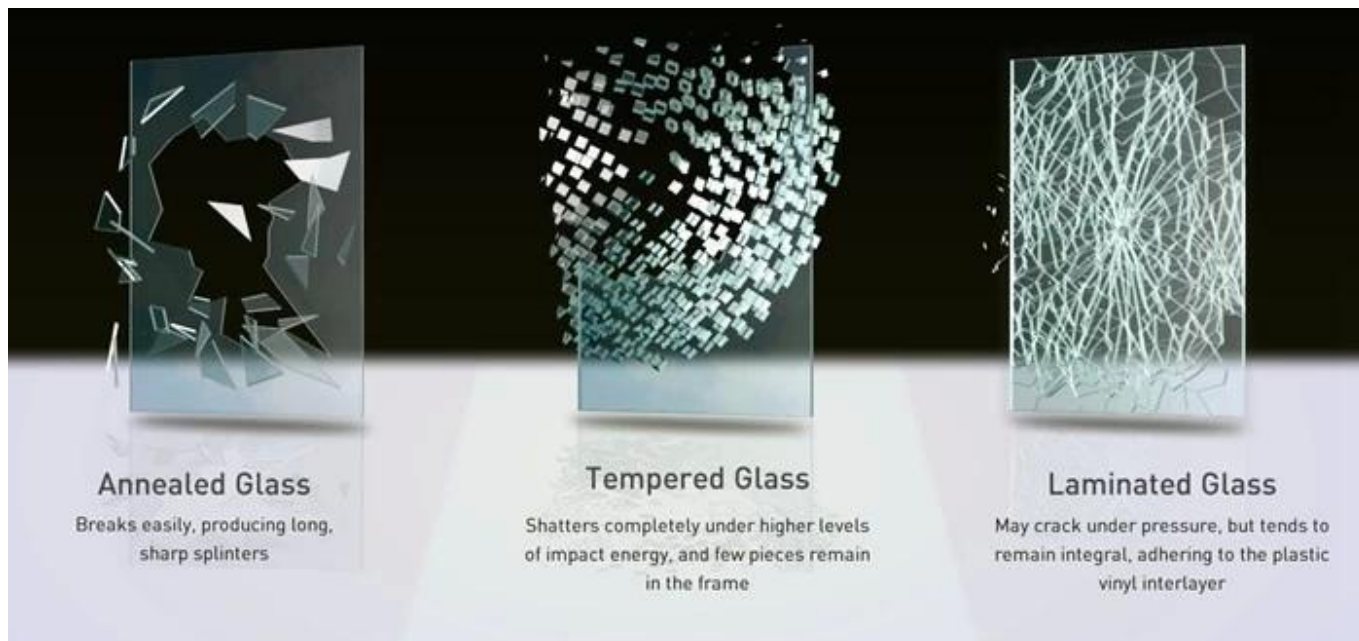 Annealed Glass
Breaks easily, producing long,
sharp splinters
Tempered Glass
Shatters completely under higher levels
of impact energy, and few pieces remain
in the frame
Laminated Glass
May crack under pressure, but tends to
remain integral, adhering to the plastic
vinyl interlayer